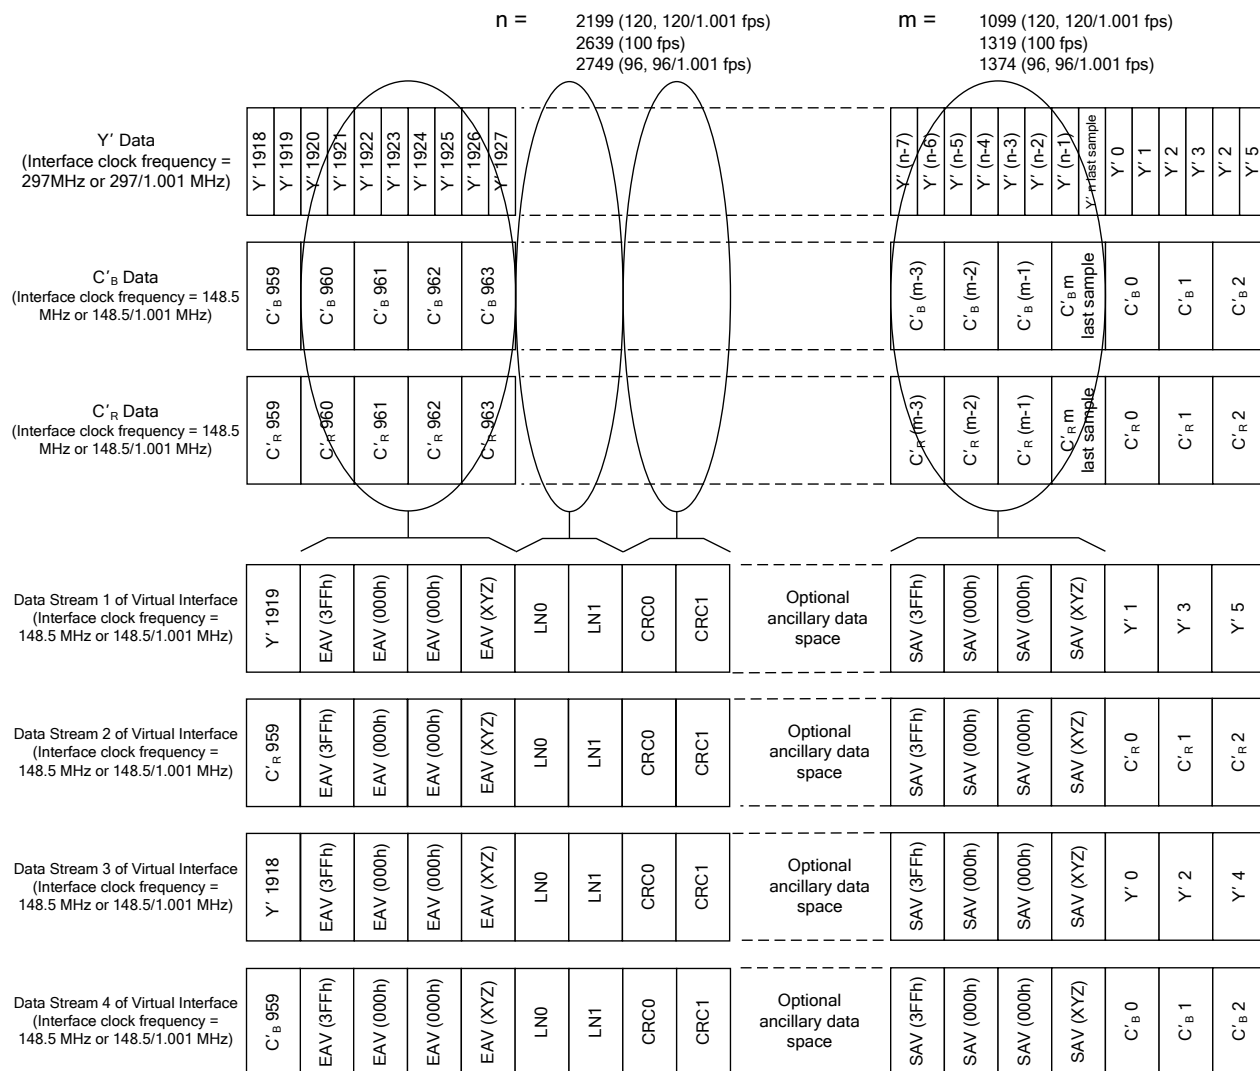 n = 2199 (120, 120/1.001 fps) m = 1099 (120, 120/1.001 fps)
2639 (100 fps) 1319 (100 fps)
2749 (96, 96/1.001 fps) 1374 (96, 96/1.001 fps)
Y′ Data
(Interface clock frequency =
297MHz or 297/1.001 MHz)
Y′ 1918
Y′ 1919
Y′ 1920
Y′ 1921
Y′ 1922
Y′ 1923
Y′ 1924
Y′ 1925
Y′ 1926
Y′ 1927
Y′ (n-7)
Y′ (n-6)
Y′ (n-5)
Y′ (n-4)
Y′ (n-3)
Y′ (n-2)
Y′ (n-1)
Y′ n last sample
Y′ 0
Y′ 1
Y′ 2
Y′ 3
Y′ 2
Y′ 5
C′B Data
(Interface clock frequency = 148.5
MHz or 148.5/1.001 MHz)
C′B 959
C′B 960
C′B 961
C′B 962
C′B 963
C′B (m-3)
C′B (m-2)
C′B (m-1)
C′B m
last sample
C′B 0
C′B 1
C′B 2
C′R Data
(Interface clock frequency = 148.5
MHz or 148.5/1.001 MHz)
C′R 959
C′R 960
C′R 961
C′R 962
C′R 963
C′R (m-3)
C′R (m-2)
C′R (m-1)
C′R m
last sample
C′R 0
C′R 1
C′R 2
Data Stream 1 of Virtual Interface
(Interface clock frequency =
148.5 MHz or 148.5/1.001 MHz)
Y′ 1919
EAV (3FFh)
EAV (000h)
EAV (000h)
EAV (XYZ)
LN0
LN1
CRC0
CRC1
Optional
ancillary data
space
SAV (3FFh)
SAV (000h)
SAV (000h)
SAV (XYZ)
Y′ 1
Y′ 3
Y′ 5
Data Stream 2 of Virtual Interface
(Interface clock frequency =
148.5 MHz or 148.5/1.001 MHz)
C′R 959
EAV (3FFh)
EAV (000h)
EAV (000h)
EAV (XYZ)
LN0
LN1
CRC0
CRC1
Optional
ancillary data
space
SAV (3FFh)
SAV (000h)
SAV (000h)
SAV (XYZ)
C′R 0
C′R 1
C′R 2
Data Stream 3 of Virtual Interface
(Interface clock frequency =
148.5 MHz or 148.5/1.001 MHz)
Y′ 1918
EAV (3FFh)
EAV (000h)
EAV (000h)
EAV (XYZ)
LN0
LN1
CRC0
CRC1
Optional
ancillary data
space
SAV (3FFh)
SAV (000h)
SAV (000h)
SAV (XYZ)
Y′ 0
Y′ 2
Y′ 4
Data Stream 4 of Virtual Interface
(Interface clock frequency =
148.5 MHz or 148.5/1.001 MHz)
C′B 959
EAV (3FFh)
EAV (000h)
EAV (000h)
EAV (XYZ)
LN0
LN1
CRC0
CRC1
Optional
ancillary data
space
SAV (3FFh)
SAV (000h)
SAV (000h)
SAV (XYZ)
C′B 0
C′B 1
C′B 2